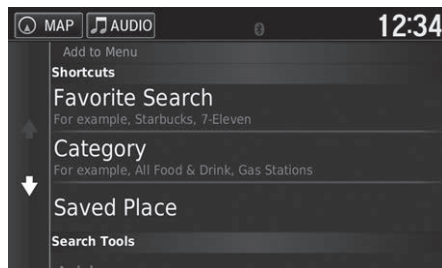 MAP AUDIO 12:34
Add to Menu
Shortcuts
Favorite Search
For example, Starbucks, 7-Eleven
Category
For example, All Food & Drink, Gas Stations
Saved Place
Search Tools